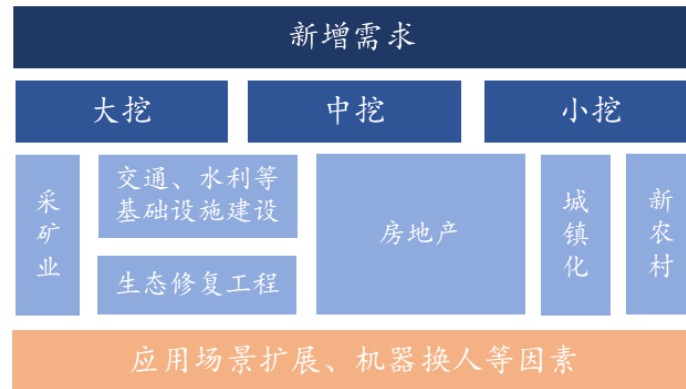 新增需求
大挖
中挖
小挖
采矿业
交通、水利等
基础设施建设
生态修复工程
房地产
城镇化
新农村
应用场景扩展、机器换人等因素